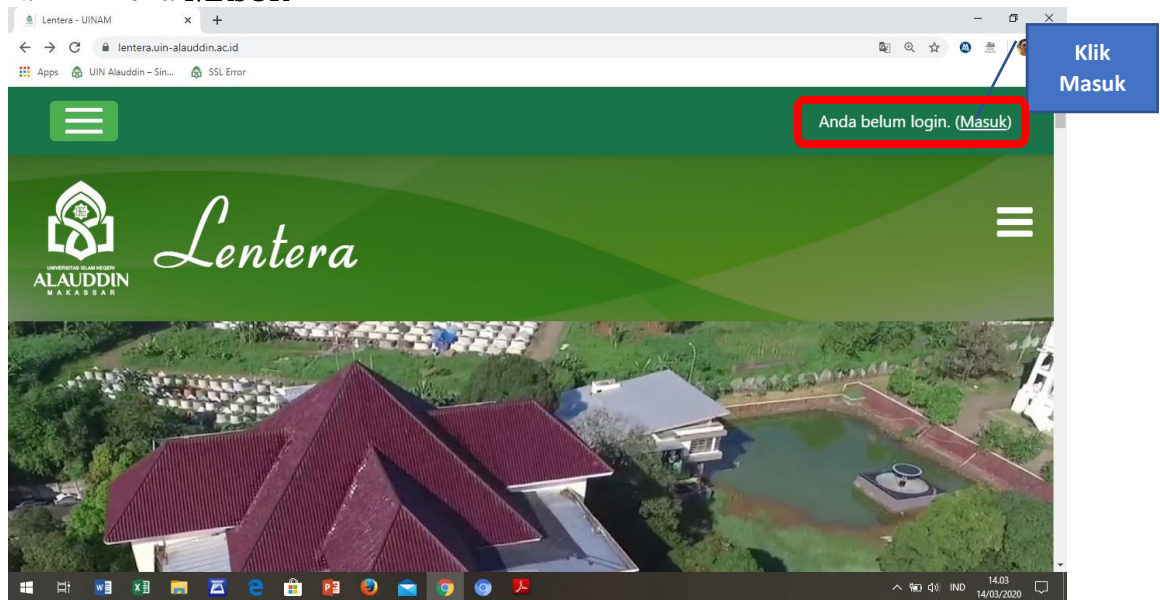 Lentera - UINAM
lentera.uin-alauddin.ac.id
Apps
UIN Alauddin – Sin...
SSL Error
Klik
Masuk
Anda belum login. (Masuk)
UNIVERSITAS ISLAM NEGERI
ALAUDDIN
MAKASSAR
Lentera
IND
14.03
14/03/2020